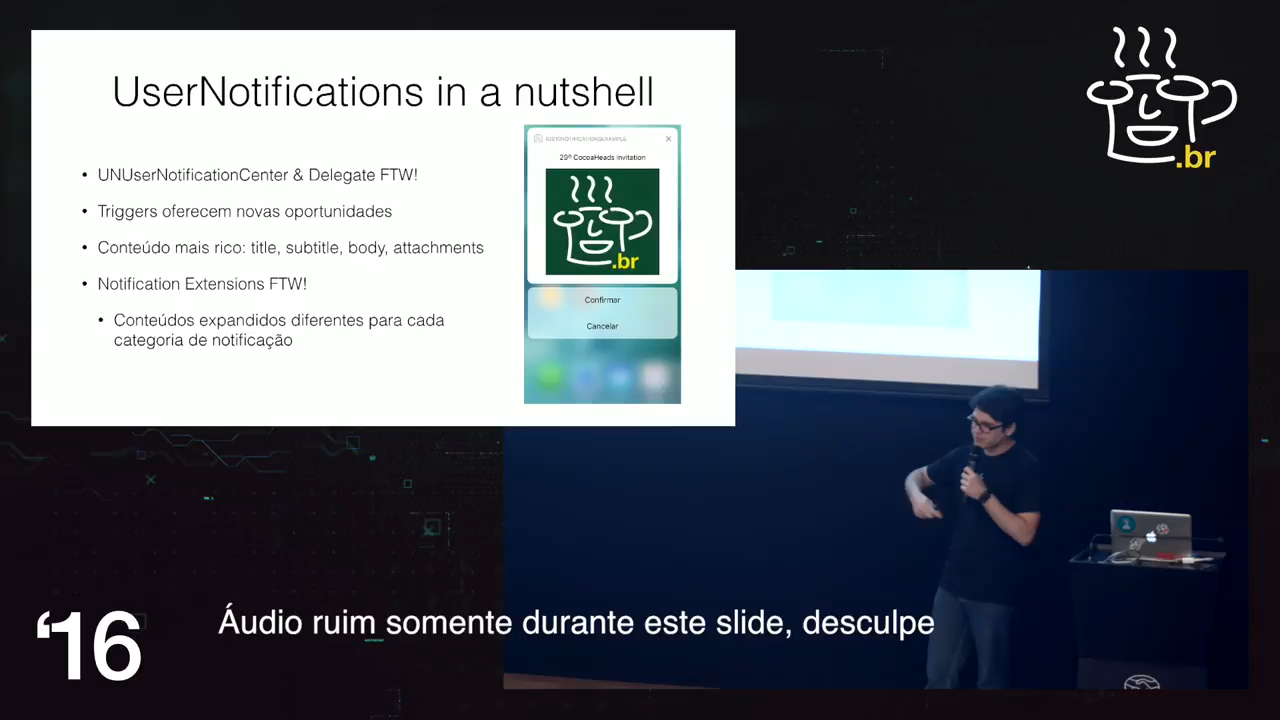 UserNotifications in a nutshell
• UNUserNotificationCenter & Delegate FTW!
• Triggers oferecem novas oportunidades
• Conteúdo mais rico: title, subtitle, body, attachments
• Notification Extensions FTW!
• Conteúdos expandidos diferentes para cada
categoria de notificação
IOS10NOTIFICATIONSEXAMPLE
29º CocoaHeads Invitation
.br
Confirmar
Cancelar
.br
'16
Áudio ruim somente durante este slide, desculpe